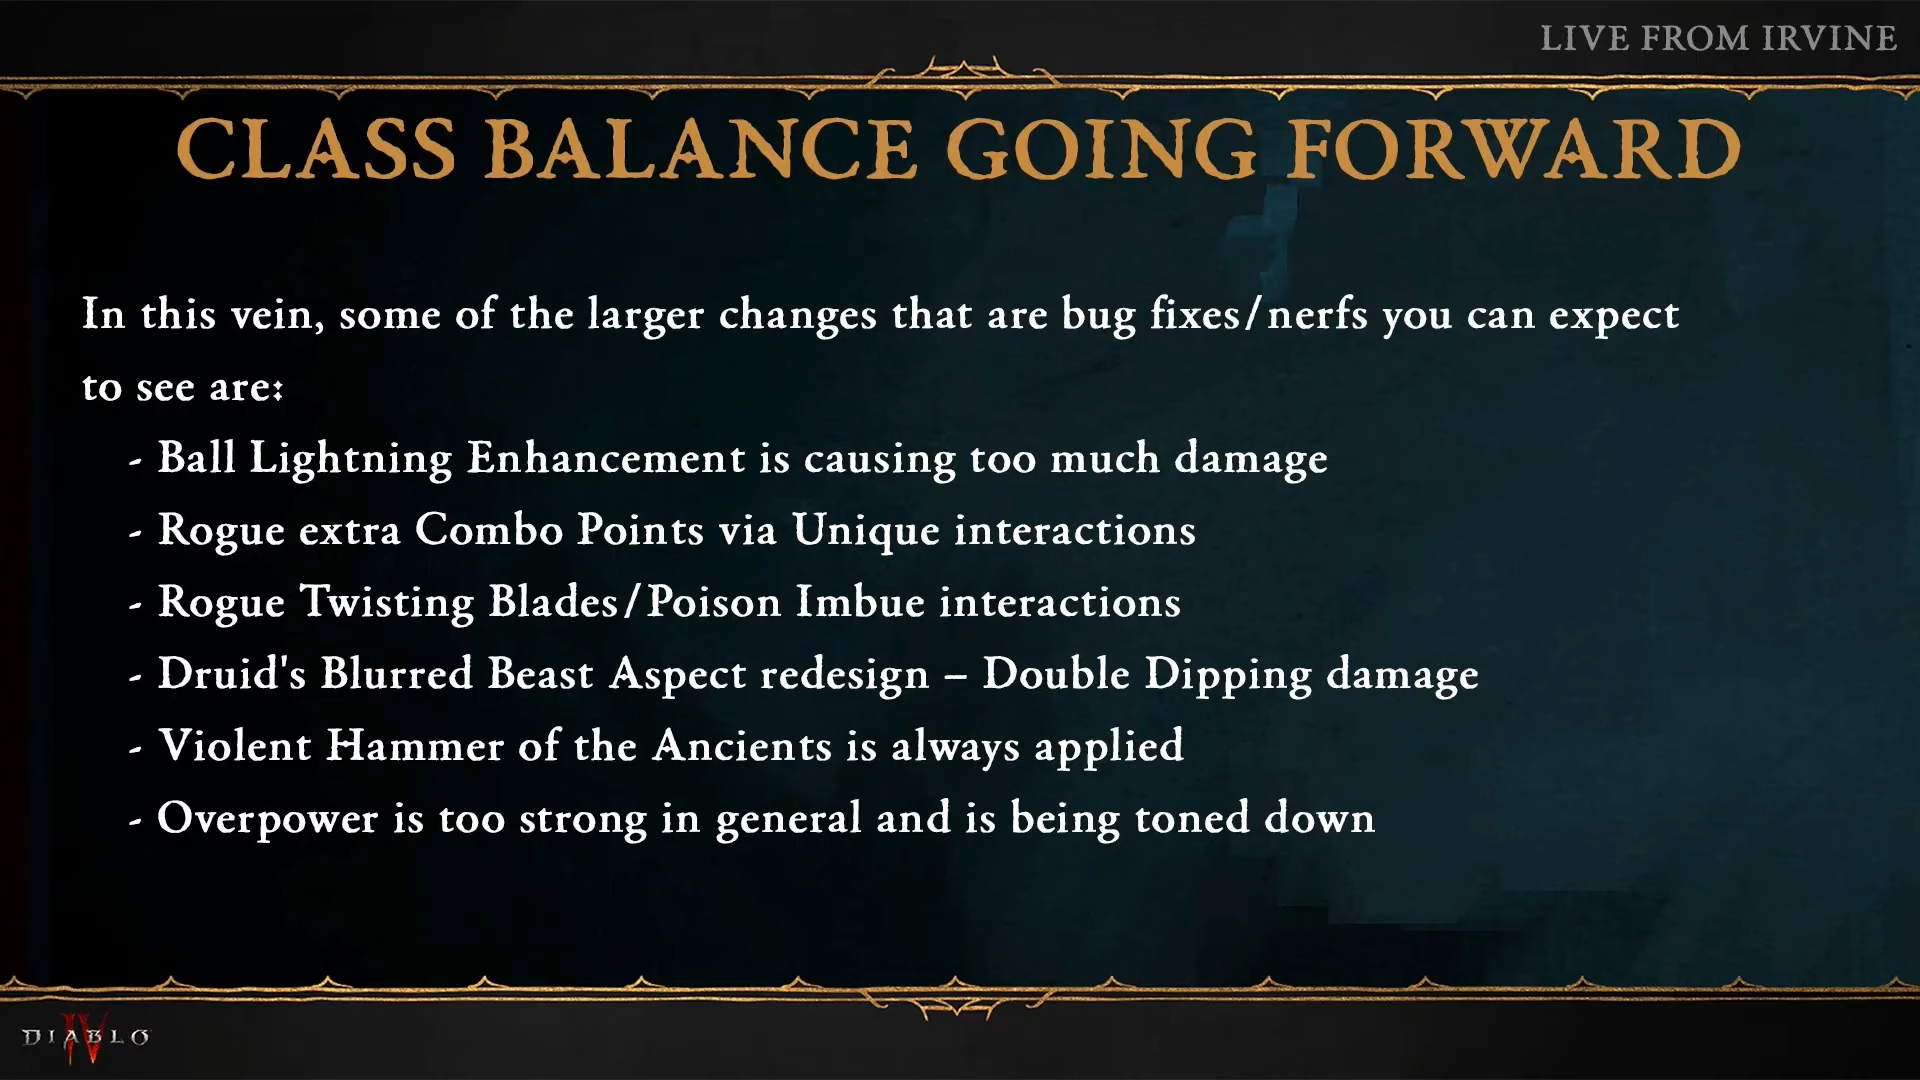 LIVE FROM IRVINE
CLASS BALANCE GOING FORWARD
In this vein, some of the larger changes that are bug fixes/nerfs you can expect
to see are:
- Ball Lightning Enhancement is causing too much damage
- Rogue extra Combo Points via Unique interactions
- Rogue Twisting Blades/Poison Imbue interactions
- Druid's Blurred Beast Aspect redesign – Double Dipping damage
- Violent Hammer of the Ancients is always applied
- Overpower is too strong in general and is being toned down
DIABLO IV